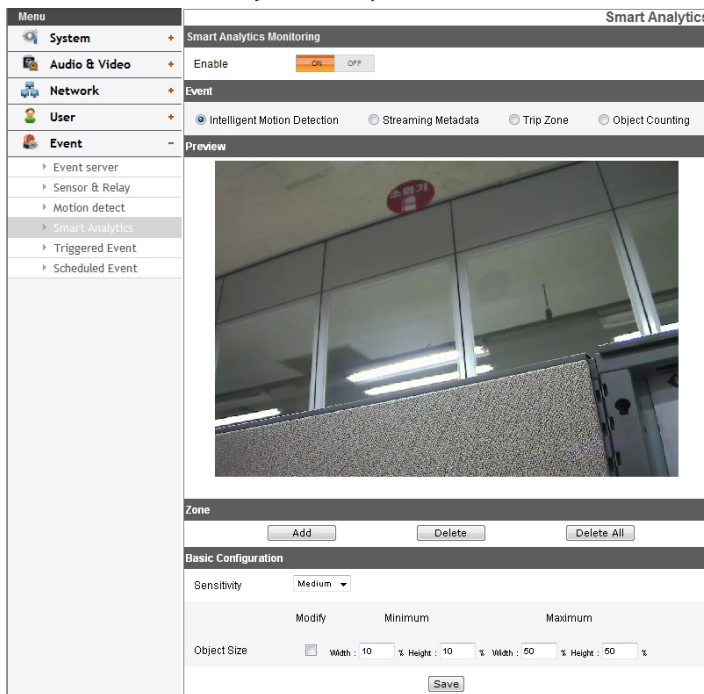 Menu
Smart Analytics
System +
Audio & Video +
Network +
User +
Event -
Event server
Sensor & Relay
Motion detect
Smart Analytics
Triggered Event
Scheduled Event
Smart Analytics Monitoring
Enable ON OFF
Event
Intelligent Motion Detection Streaming Metadata Trip Zone Object Counting
Preview
소화기
Zone
Add Delete Delete All
Basic Configuration
Sensitivity Medium
Modify Minimum Maximum
Object Size Width : 10 % Height : 10 % Width : 50 % Height : 50 %
Save